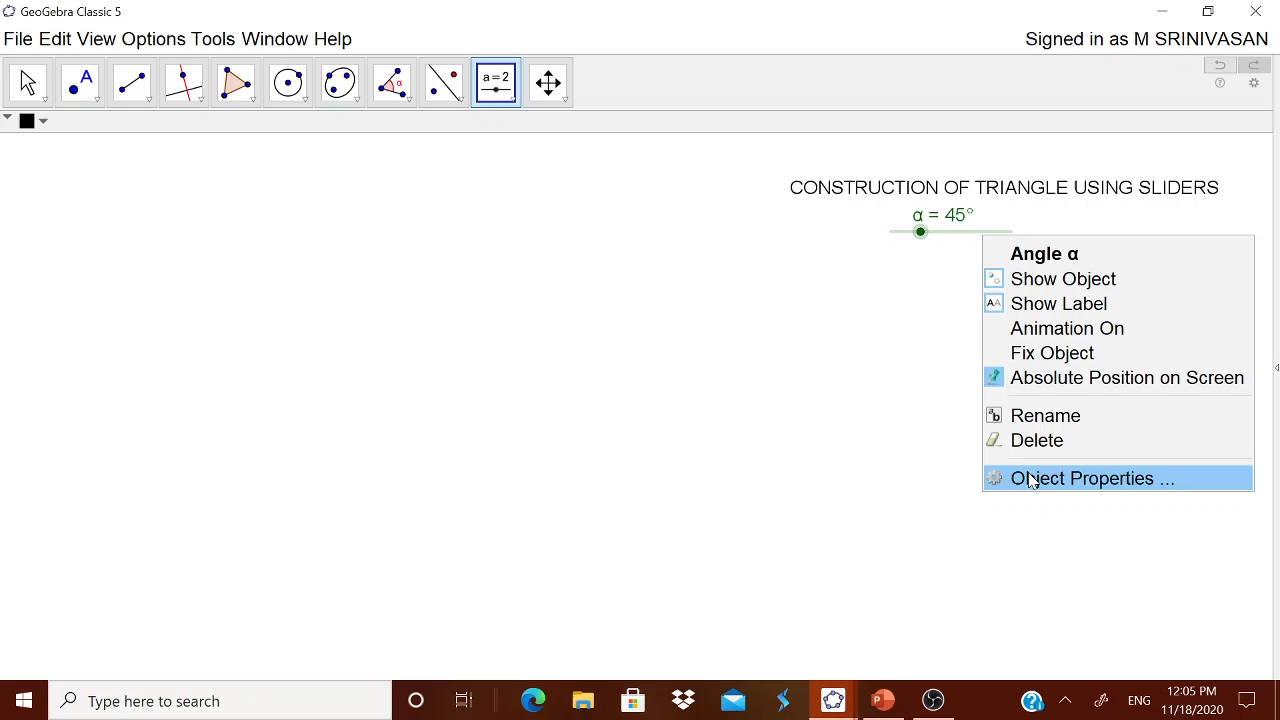 GeoGebra Classic 5
File Edit View Options Tools Window Help
Signed in as M SRINIVASAN
A
α
a=2
CONSTRUCTION OF TRIANGLE USING SLIDERS
α = 45°
Angle α
Show Object
AA Show Label
Animation On
Fix Object
Absolute Position on Screen
ab Rename
Delete
Object Properties ...
Type here to search
ENG
12:05 PM
11/18/2020